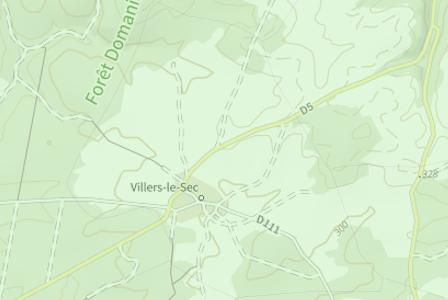 Forêt Domani
D5
328
Villers-le-Sec
D111
300